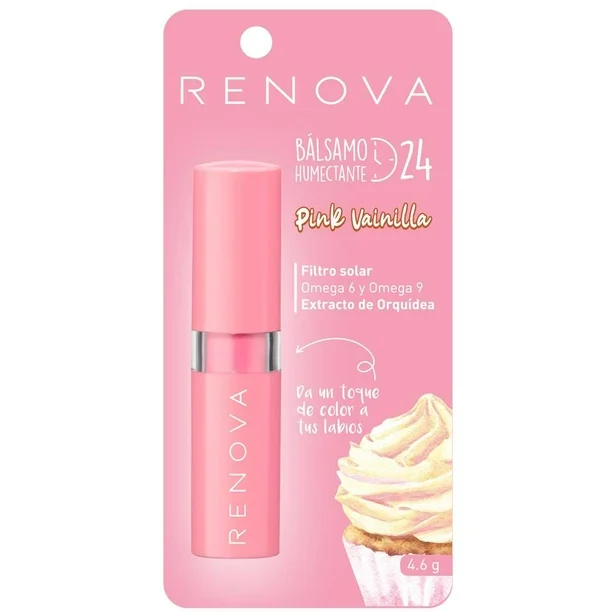 RENOVA
BÁLSAMO
HUMECTANTE
24
Pink Vainilla
Filtro solar
Omega 6 y Omega 9
Extracto de Orquídea
Da un toque
de color a
tus labios
RENOVA
4.6 g